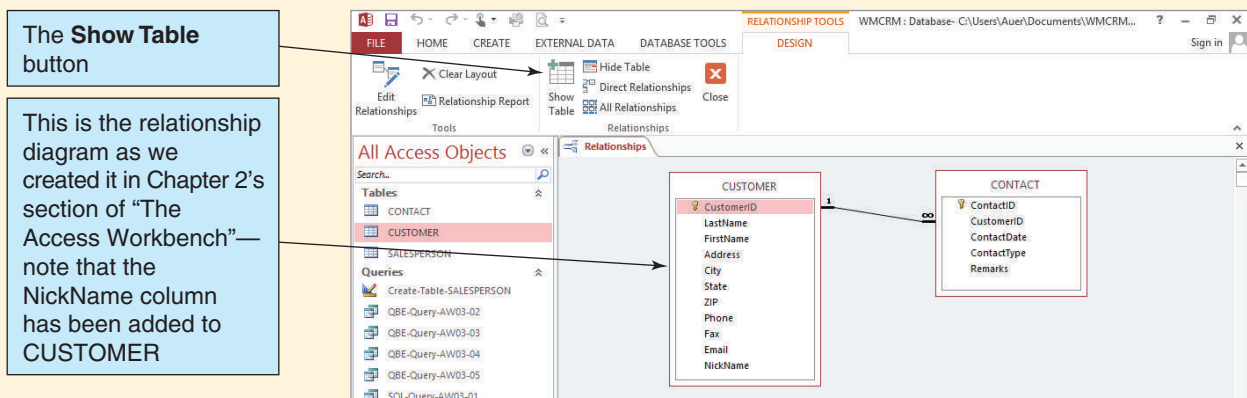 The Show Table
button
This is the relationship
diagram as we
created it in Chapter 2's
section of “The
Access Workbench”—
note that the
NickName column
has been added to
CUSTOMER
RELATIONSHIP TOOLS
WMCRM : Database- C:\Users\Auer\Documents\WMCRM...
?
FILE
HOME
CREATE
EXTERNAL DATA
DATABASE TOOLS
DESIGN
Sign in
Edit
Relationships
Clear Layout
Relationship Report
Tools
Show
Table
Hide Table
Direct Relationships
All Relationships
Close
Relationships
All Access Objects
Search...
Tables
CONTACT
CUSTOMER
SALESPERSON
Queries
Create-Table-SALESPERSON
QBE-Query-AW03-02
QBE-Query-AW03-03
QBE-Query-AW03-04
QBE-Query-AW03-05
SQL-Query-AW03-01
Relationships
CUSTOMER
CustomerID
LastName
FirstName
Address
City
State
ZIP
Phone
Fax
Email
NickName
1
∞
CONTACT
ContactID
CustomerID
ContactDate
ContactType
Remarks